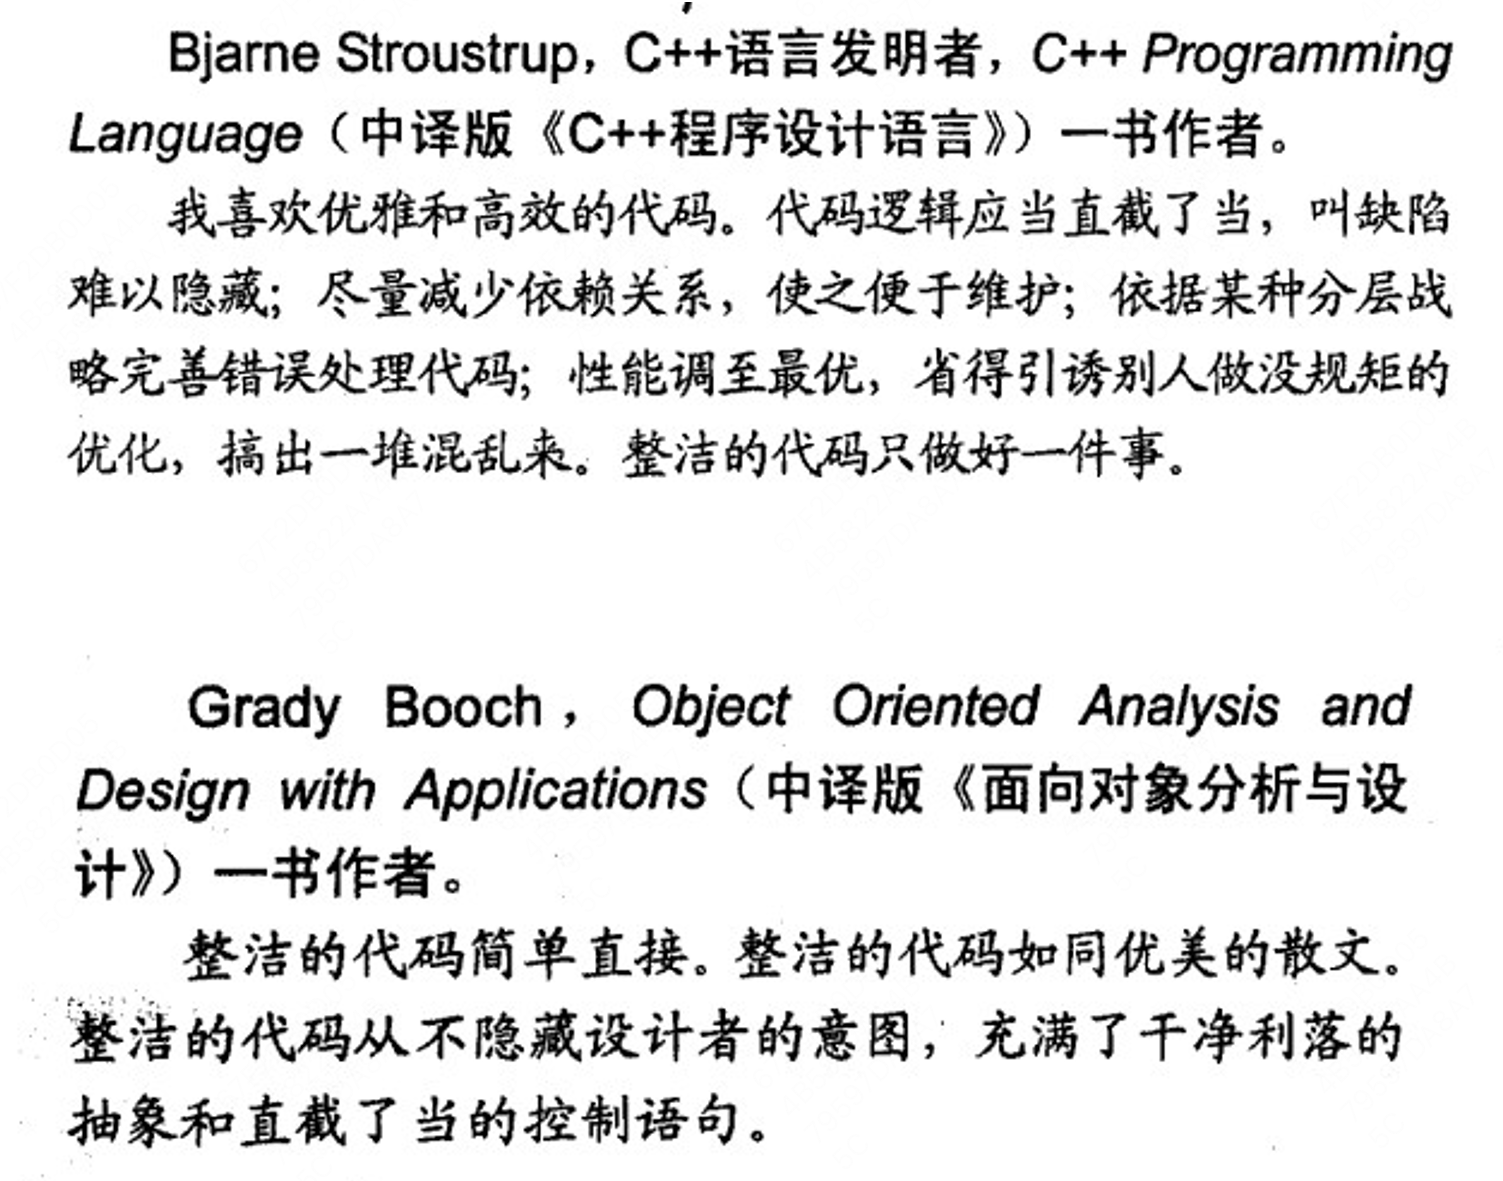 Bjarne Stroustrup，C++语言发明者，C++ Programming
Language（中译版《C++程序设计语言》）一书作者。
我喜欢优雅和高效的代码。代码逻辑应当直截了当，叫缺陷
难以隐藏；尽量减少依赖关系，使之便于维护；依据某种分层战
略完善错误处理代码；性能调至最优，省得引诱别人做没规矩的
优化，搞出一堆混乱来。整洁的代码只做好一件事。
Grady Booch，Object Oriented Analysis and
Design with Applications（中译版《面向对象分析与设
计》）一书作者。
整洁的代码简单直接。整洁的代码如同优美的散文。
整洁的代码从不隐藏设计者的意图，充满了干净利落的
抽象和直截了当的控制语句。